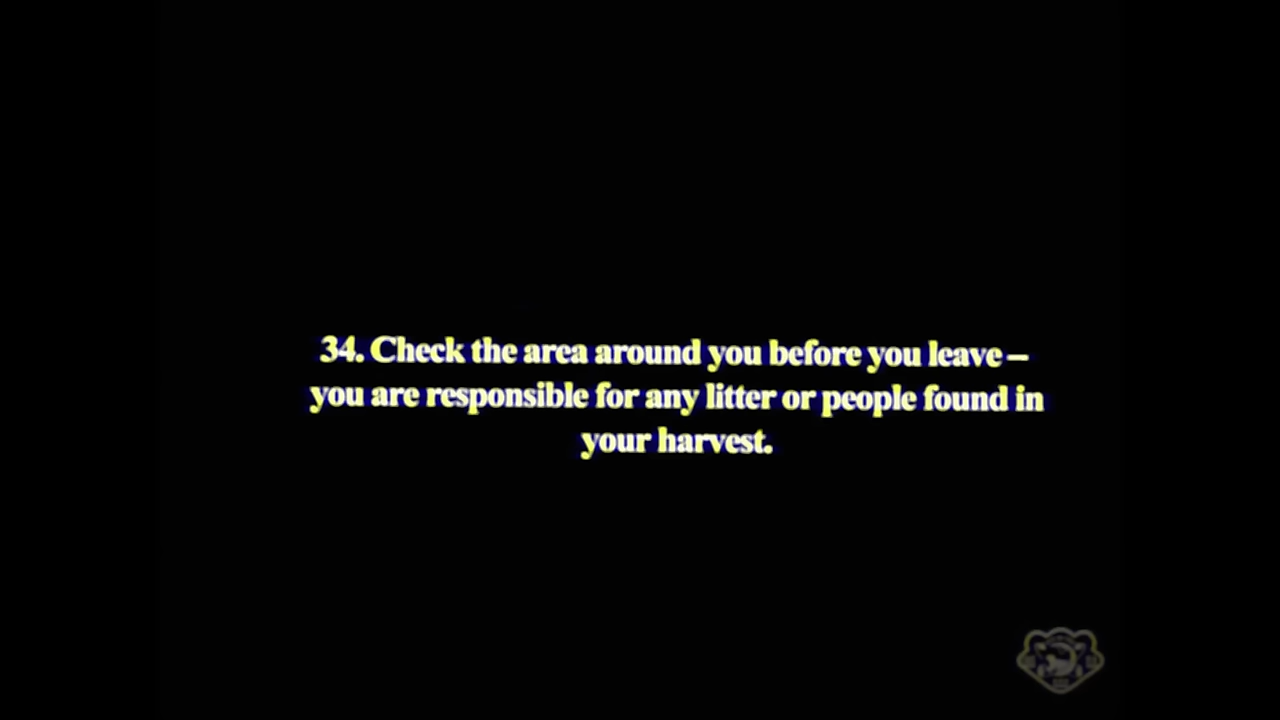 34. Check the area around you before you leave –
you are responsible for any litter or people found in
your harvest.